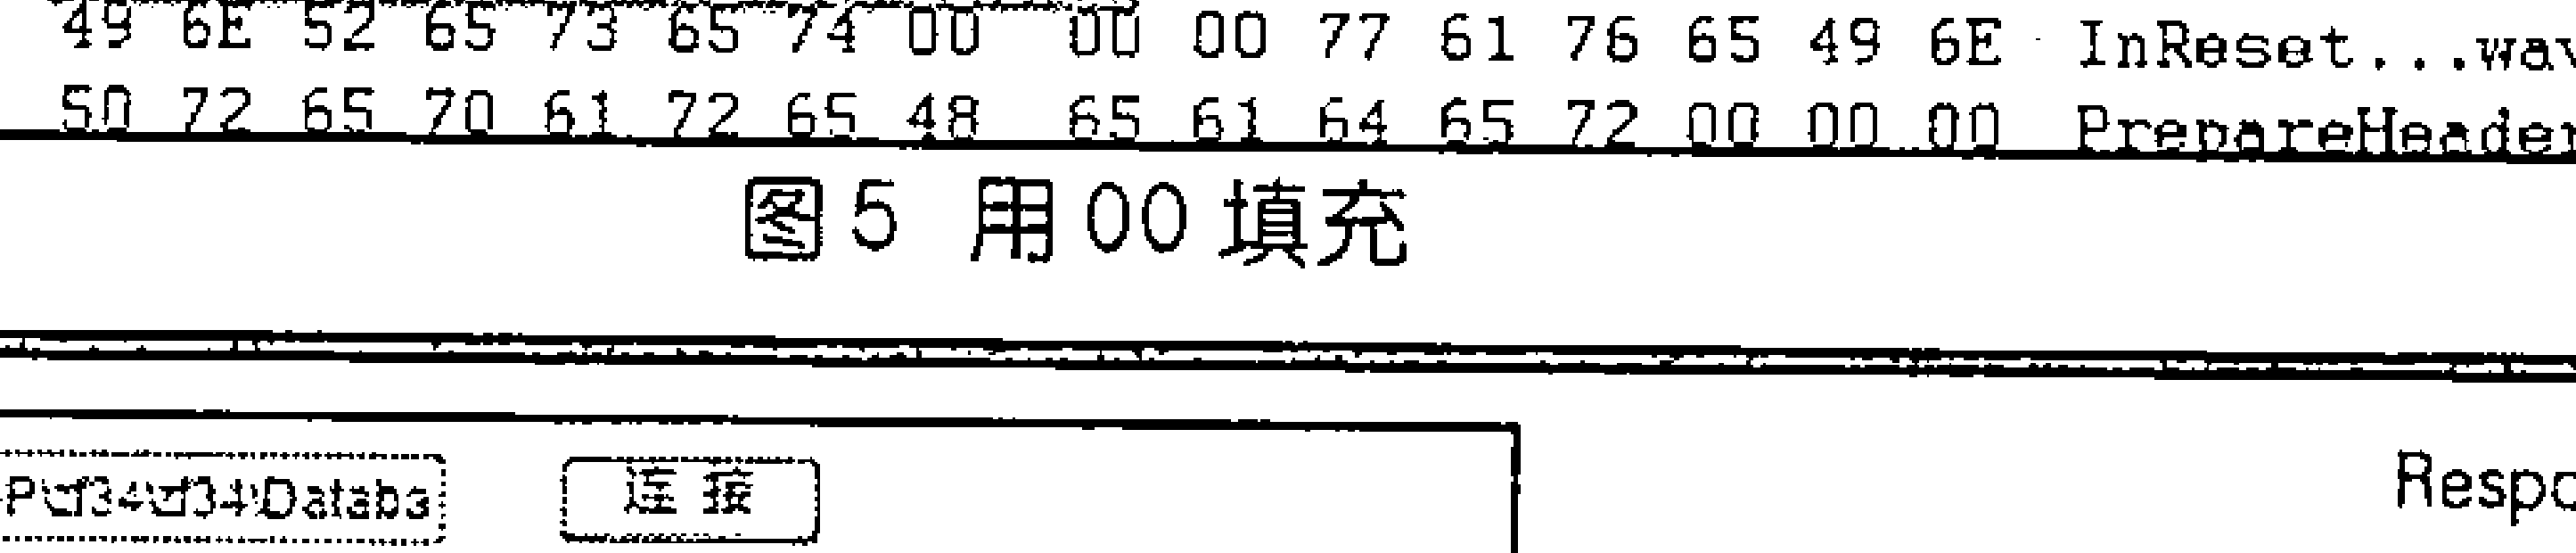 49 6E 52 65 73 65 74 00 00 00 77 61 76 65 49 6E InReset...wav
50 72 65 70 61 72 65 48 65 61 64 65 72 00 00 00 PrepareHeader
图5 用00填充
连接
Respo